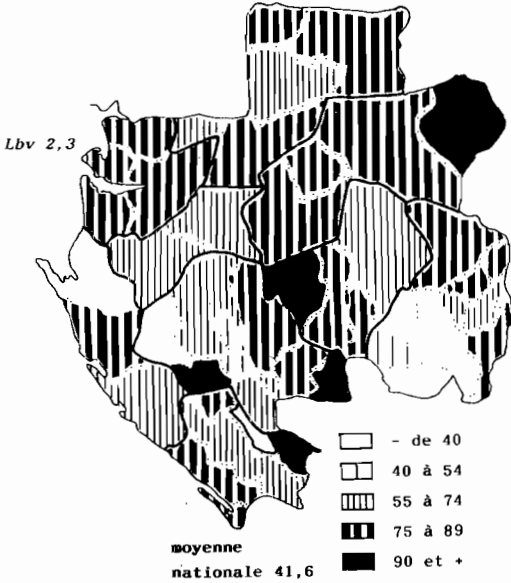 Lbv 2,3
- de 40
40 à 54
55 à 74
75 à 89
90 et +
moyenne
nationale 41,6